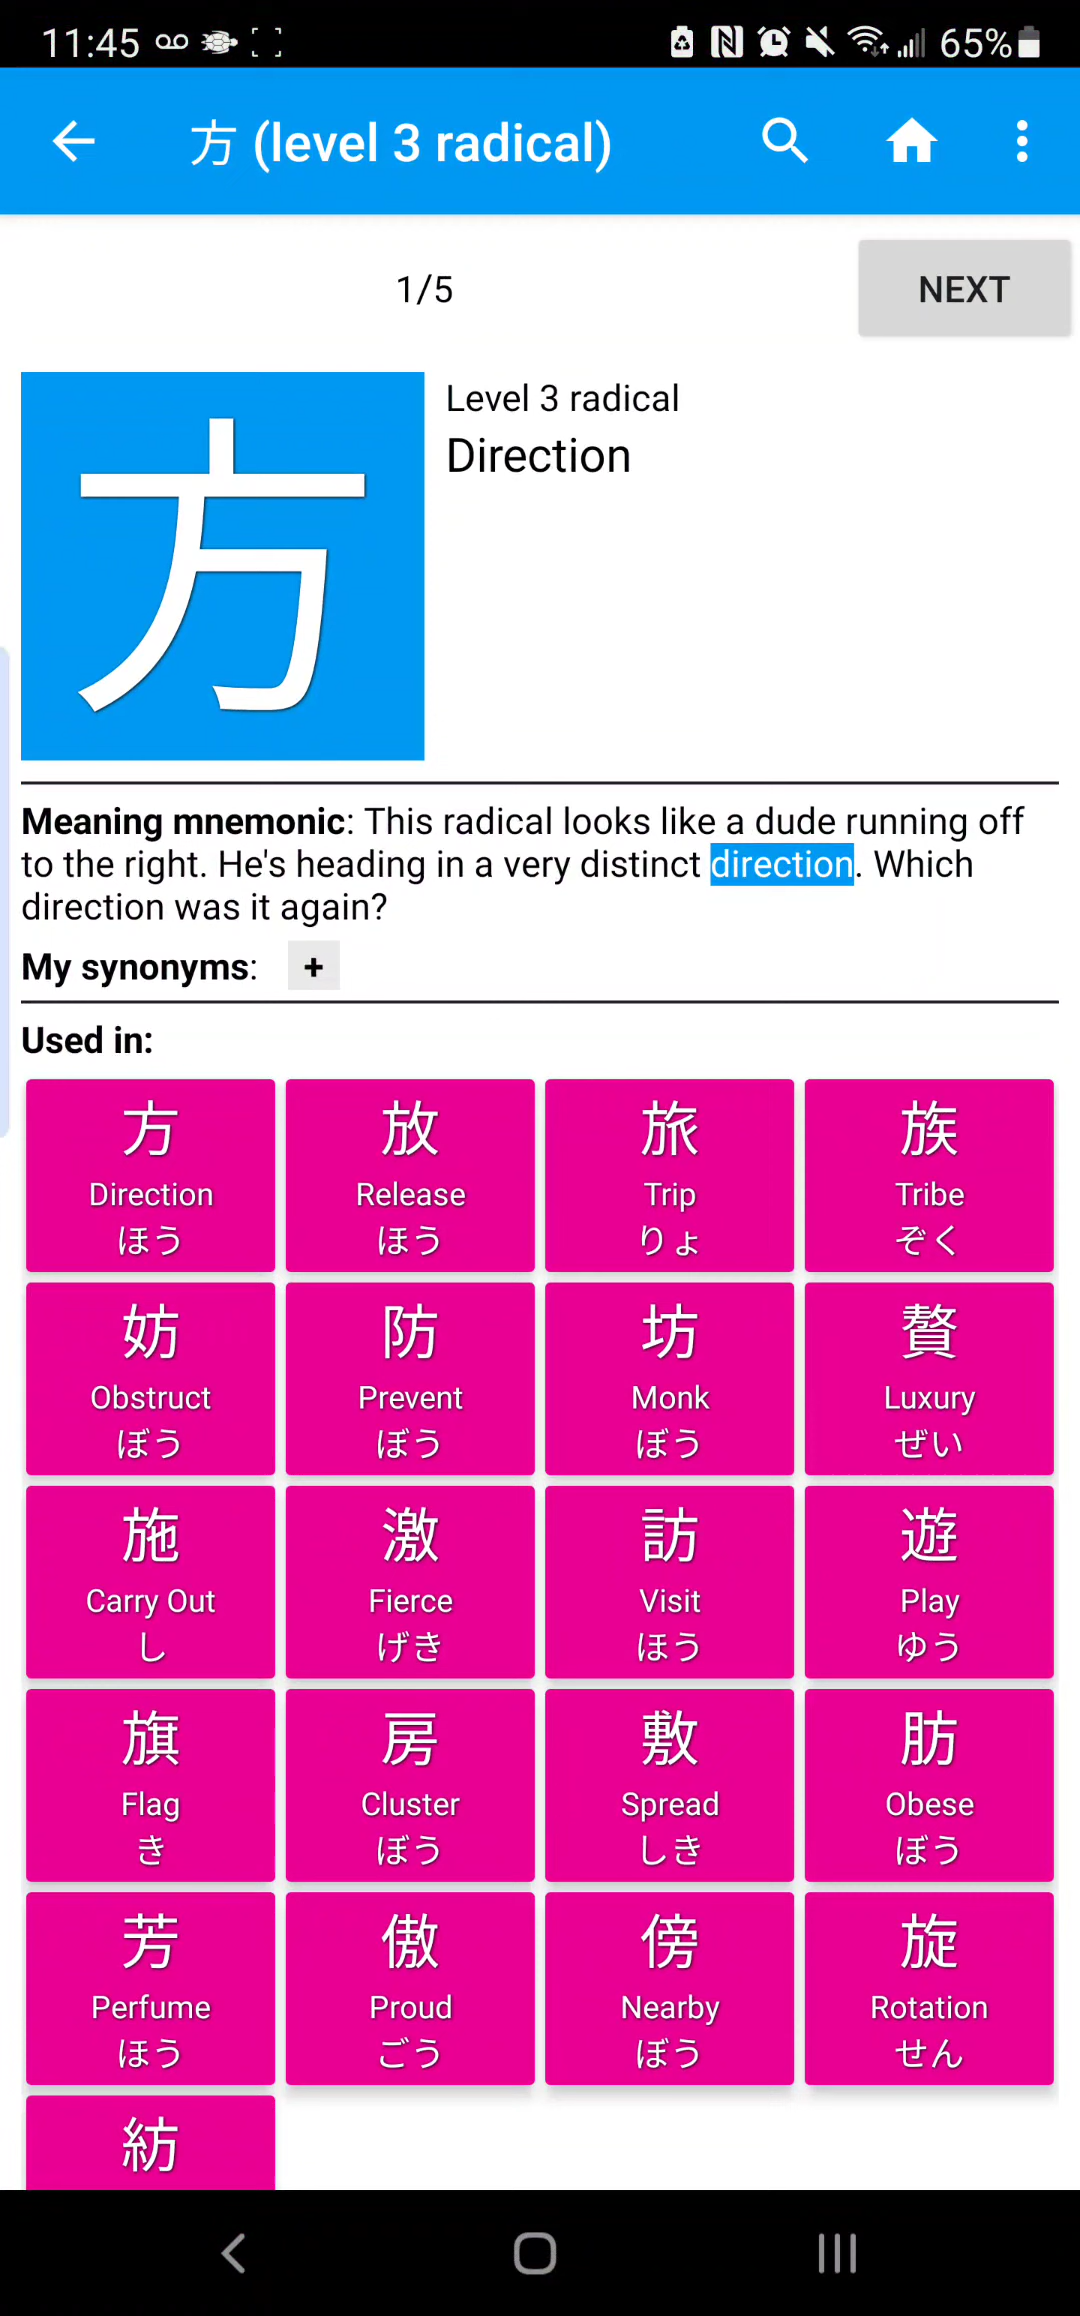 11:45 65%
方 (level 3 radical)
1/5 NEXT
方
Level 3 radical
Direction
Meaning mnemonic: This radical looks like a dude running off
to the right. He's heading in a very distinct direction. Which
direction was it again?
My synonyms: +
Used in:
方 放 旅 族
Direction Release Trip Tribe
ほう ほう りょ ぞく
妨 防 坊 贅
Obstruct Prevent Monk Luxury
ぼう ぼう ぼう ぜい
施 激 訪 遊
Carry Out Fierce Visit Play
し げき ほう ゆう
旗 房 敷 肪
Flag Cluster Spread Obese
き ぼう しき ぼう
芳 傲 傍 旋
Perfume Proud Nearby Rotation
ほう ごう ぼう せん
紡